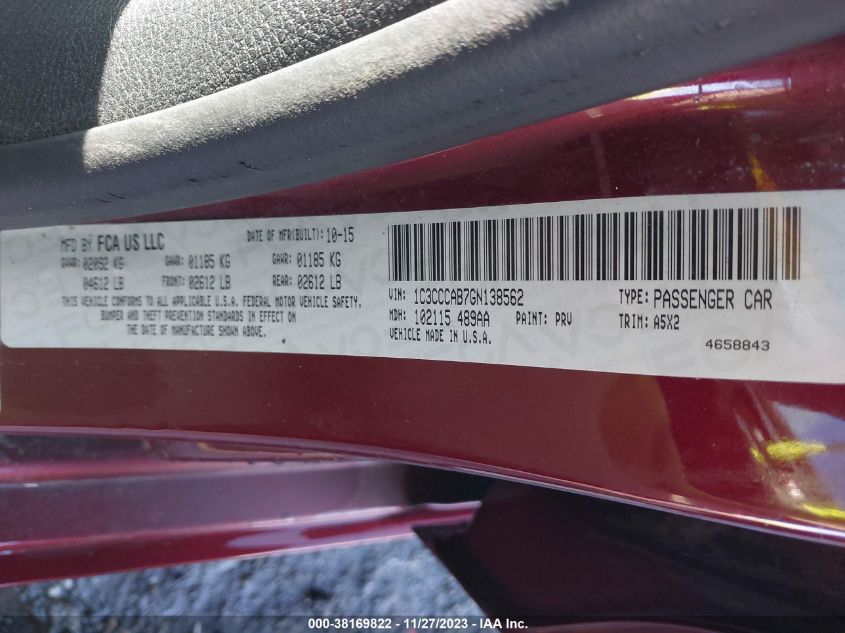 MFD BY FCA US LLC DATE OF MFR(BUILT): 10-15
GVWR: 02092 KG GAWR: 01185 KG GAWR: 01185 KG
04612 LB FRONT: 02612 LB REAR: 02612 LB
THIS VEHICLE CONFORMS TO ALL APPLICABLE U.S.A. FEDERAL MOTOR VEHICLE SAFETY,
BUMPER AND THEFT PREVENTION STANDARDS IN EFFECT ON
THE DATE OF MANUFACTURE SHOWN ABOVE.
VIN: 1C3CCCAB7GN138562 TYPE: PASSENGER CAR
MDH: 102115 489AA PAINT: PRV TRIM: A5X2
VEHICLE MADE IN U.S.A.
4658843
000-38169822 - 11/27/2023 - IAA Inc.